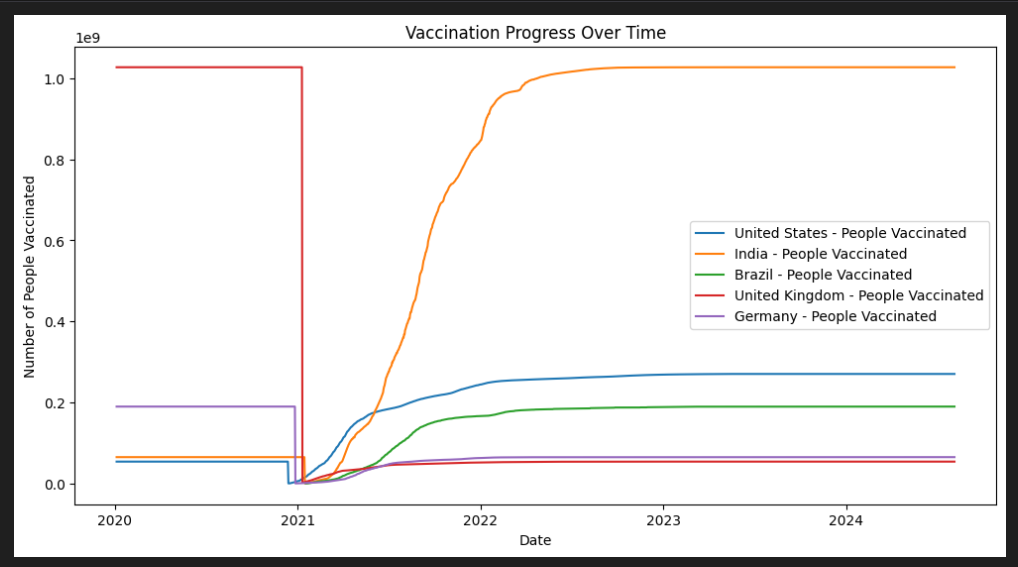 Vaccination Progress Over Time
1e9
1.0
0.8
0.6
0.4
0.2
0.0
Number of People Vaccinated
United States - People Vaccinated
India - People Vaccinated
Brazil - People Vaccinated
United Kingdom - People Vaccinated
Germany - People Vaccinated
2020 2021 2022 2023 2024
Date